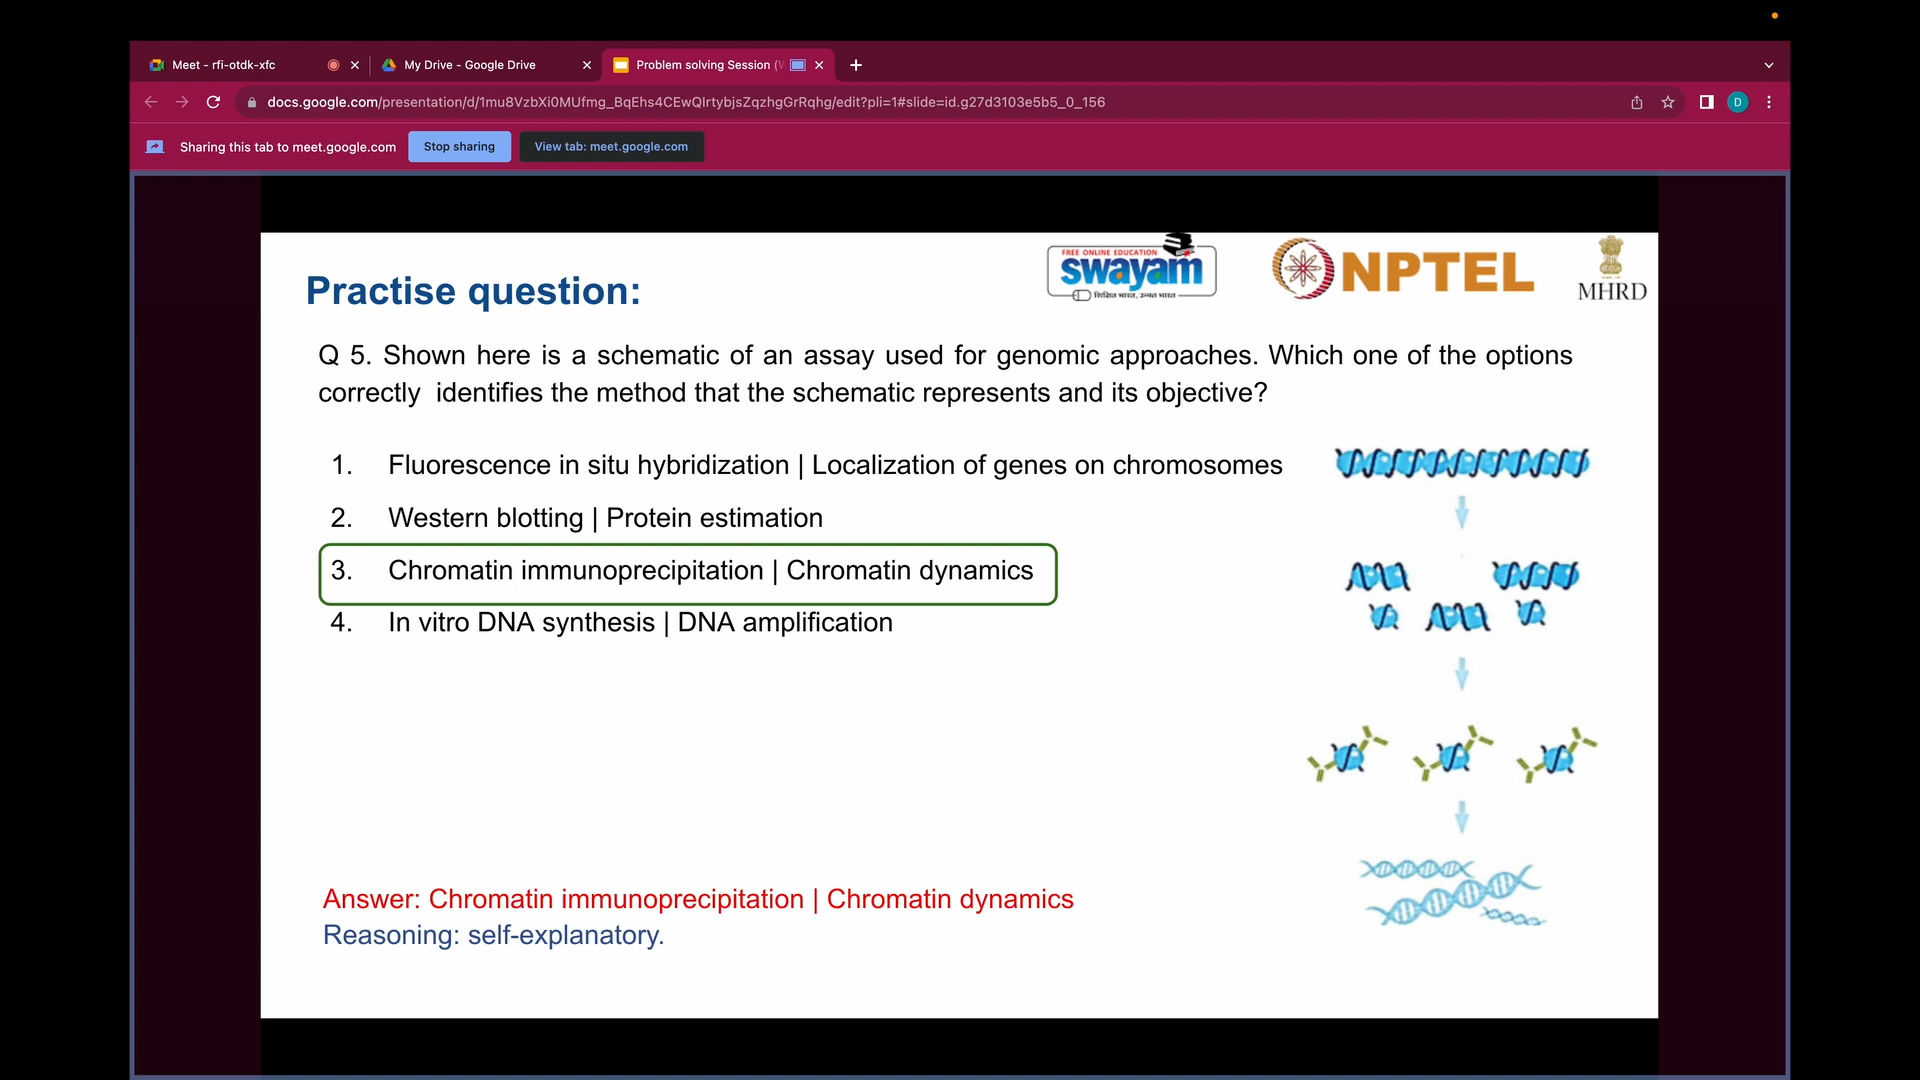 Meet - rfi-otdk-xfc
My Drive - Google Drive
Problem solving Session (
docs.google.com/presentation/d/1mu8VzbXi0MUfmg_BqEhs4CEwQIrtybjsZqzhgGrRqhg/edit?pli=1#slide=id.g27d3103e5b5_0_156
D
Sharing this tab to meet.google.com
Stop sharing
View tab: meet.google.com
FREE ONLINE EDUCATION
swayam
शिक्षित भारत, उन्नत भारत
NPTEL
MHRD
Practise question:
Q 5. Shown here is a schematic of an assay used for genomic approaches. Which one of the options
correctly identifies the method that the schematic represents and its objective?
1. Fluorescence in situ hybridization | Localization of genes on chromosomes
2. Western blotting | Protein estimation
3. Chromatin immunoprecipitation | Chromatin dynamics
4. In vitro DNA synthesis | DNA amplification
Answer: Chromatin immunoprecipitation | Chromatin dynamics
Reasoning: self-explanatory.